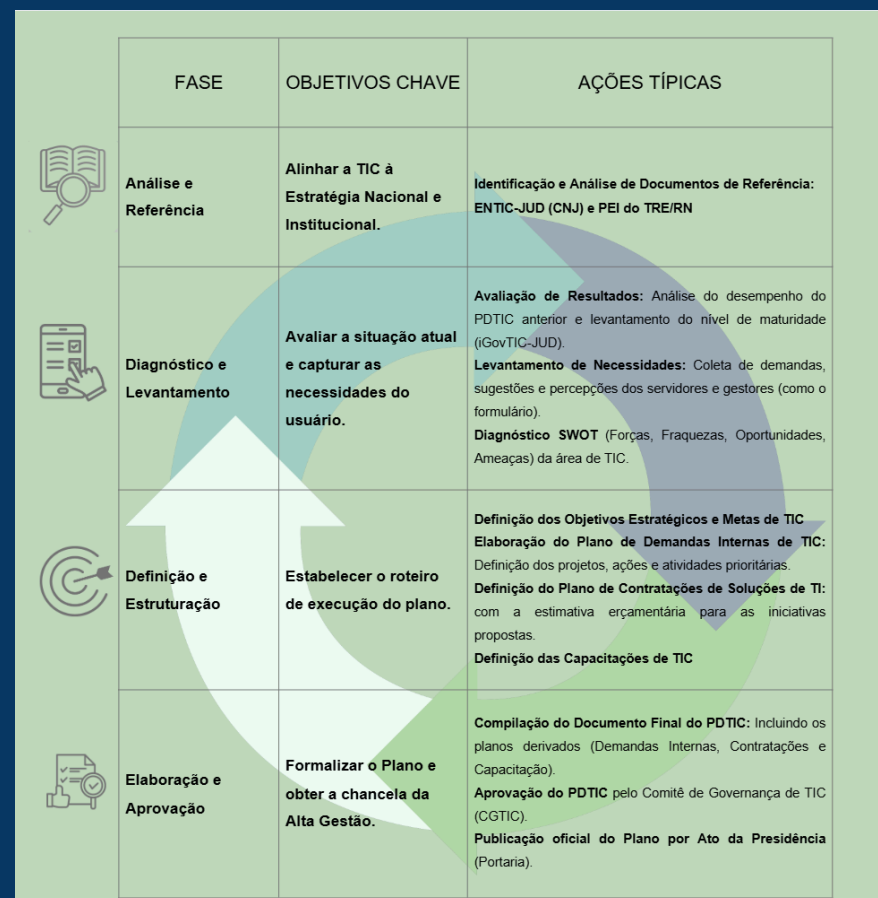 FASE
OBJETIVOS CHAVE
AÇÕES TÍPICAS
Análise e
Referência
Alinhar a TIC à
Estratégia Nacional e
Institucional.
Identificação e Análise de Documentos de Referência:
ENTIC-JUD (CNJ) e PEI do TRE/RN
Diagnóstico e
Levantamento
Avaliar a situação atual
e capturar as
necessidades do
usuário.
Avaliação de Resultados: Análise do desempenho do
PDTIC anterior e levantamento do nível de maturidade
(iGovTIC-JUD).
Levantamento de Necessidades: Coleta de demandas,
sugestões e percepções dos servidores e gestores (como o
formulário).
Diagnóstico SWOT (Forças, Fraquezas, Oportunidades,
Ameaças) da área de TIC.
Definição e
Estruturação
Estabelecer o roteiro
de execução do plano.
Definição dos Objetivos Estratégicos e Metas de TIC
Elaboração do Plano de Demandas Internas de TIC:
Definição dos projetos, ações e atividades prioritárias.
Definição do Plano de Contratações de Soluções de TI:
com a estimativa erçamentária para as iniciativas
propostas.
Definição das Capacitações de TIC
Elaboração e
Aprovação
Formalizar o Plano e
obter a chancela da
Alta Gestão.
Compilação do Documento Final do PDTIC: Incluindo os
planos derivados (Demandas Internas, Contratações e
Capacitação).
Aprovação do PDTIC pelo Comitê de Governança de TIC
(CGTIC).
Publicação oficial do Plano por Ato da Presidência
(Portaria).